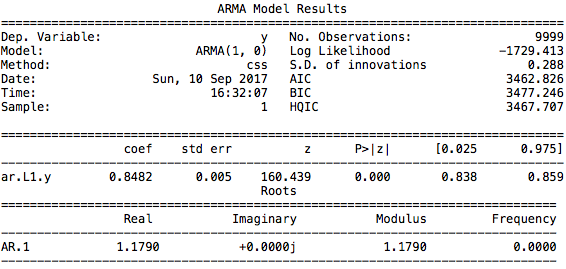 ARMA Model Results
==============================================================================
Dep. Variable: y No. Observations: 9999
Model: ARMA(1, 0) Log Likelihood -1729.413
Method: css S.D. of innovations 0.288
Date: Sun, 10 Sep 2017 AIC 3462.826
Time: 16:32:07 BIC 3477.246
Sample: 1 HQIC 3467.707
==============================================================================
coef std err z P>|z| [0.025 0.975]
------------------------------------------------------------------------------
ar.L1.y 0.8482 0.005 160.439 0.000 0.838 0.859
Roots
=============================================================================
Real Imaginary Modulus Frequency
-----------------------------------------------------------------------------
AR.1 1.1790 +0.0000j 1.1790 0.0000
-----------------------------------------------------------------------------